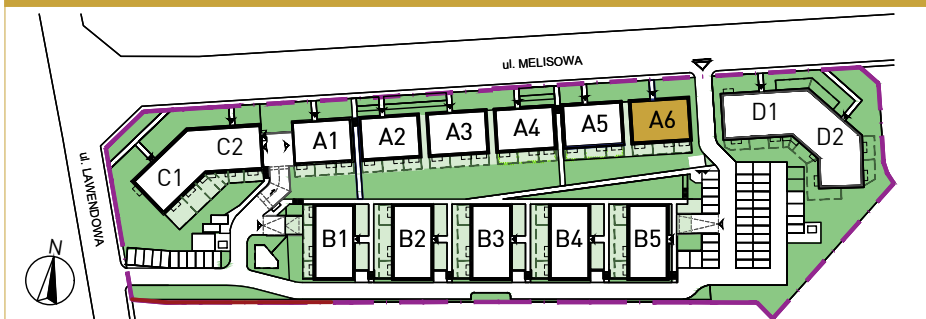 ul. MELISOWA
ul. LAWENDOWA
C1
C2
A1
A2
A3
A4
A5
A6
D1
D2
B1
B2
B3
B4
B5
N